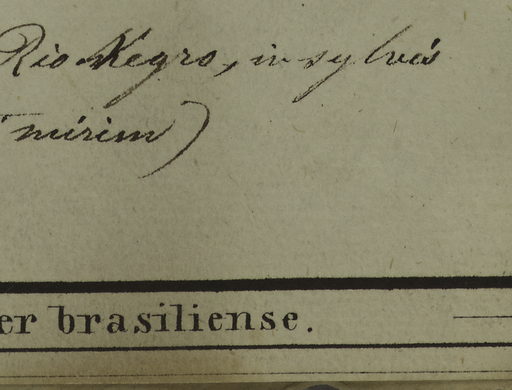 Rio Negro, in sylvis
mirim)
er brasiliense.